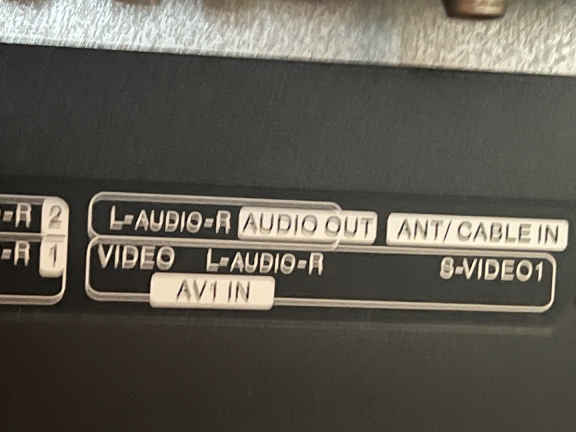 -R 2 L-AUDIO-R AUDIO OUT ANT/CABLE IN
-R 1 VIDEO L-AUDIO-R S-VIDEO1
AV1 IN